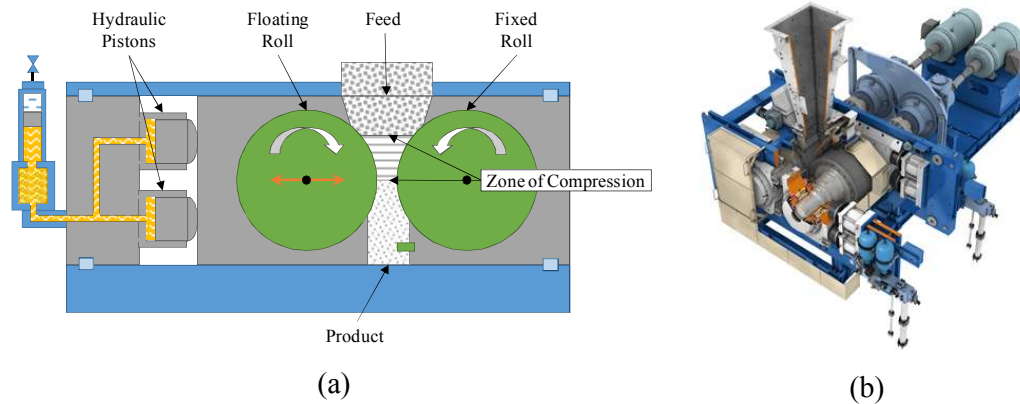 Hydraulic
Pistons
Floating
Roll
Feed
Fixed
Roll
Zone of Compression
Product
(a)
(b)